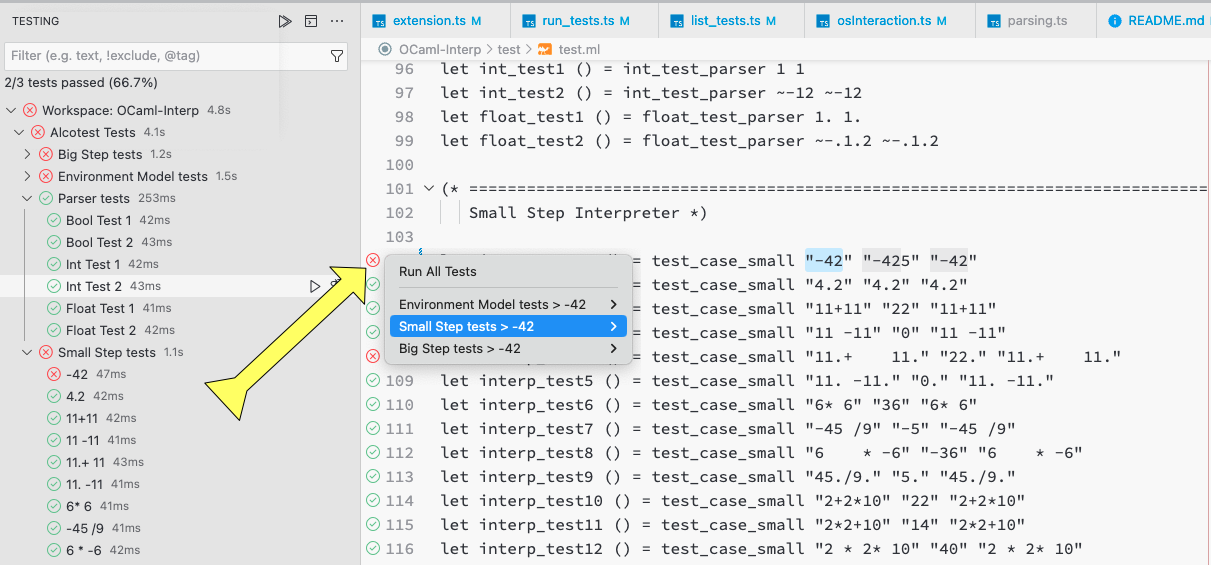 TESTING
Filter (e.g. text, !exclude, @tag)
2/3 tests passed (66.7%)
Workspace: OCaml-Interp 4.8s
Alcotest Tests 4.1s
Big Step tests 1.2s
Environment Model tests 1.5s
Parser tests 253ms
Bool Test 1 42ms
Bool Test 2 43ms
Int Test 1 42ms
Int Test 2 43ms
Float Test 1 41ms
Float Test 2 42ms
Small Step tests 1.1s
-42 47ms
4.2 42ms
11+11 42ms
11 -11 41ms
11.+ 11 43ms
11. -11 41ms
6* 6 41ms
-45 /9 41ms
6 * -6 42ms
TS extension.ts M
TS run_tests.ts M
TS list_tests.ts M
TS osInteraction.ts M
TS parsing.ts
README.md
OCaml-Interp > test > test.ml
96 let int_test1 () = int_test_parser 1 1
97 let int_test2 () = int_test_parser ~-12 ~-12
98 let float_test1 () = float_test_parser 1. 1.
99 let float_test2 () = float_test_parser ~-.1.2 ~-.1.2
100
101 (* ================================================================================
102 Small Step Interpreter *)
103
() = test_case_small "-42" "-425" "-42"
() = test_case_small "4.2" "4.2" "4.2"
() = test_case_small "11+11" "22" "11+11"
() = test_case_small "11 -11" "0" "11 -11"
() = test_case_small "11.+    11." "22." "11.+    11."
109 let interp_test5 () = test_case_small "11. -11." "0." "11. -11."
110 let interp_test6 () = test_case_small "6* 6" "36" "6* 6"
111 let interp_test7 () = test_case_small "-45 /9" "-5" "-45 /9"
112 let interp_test8 () = test_case_small "6    * -6" "-36" "6    * -6"
113 let interp_test9 () = test_case_small "45./9." "5." "45./9."
114 let interp_test10 () = test_case_small "2+2*10" "22" "2+2*10"
115 let interp_test11 () = test_case_small "2*2+10" "14" "2*2+10"
116 let interp_test12 () = test_case_small "2 * 2* 10" "40" "2 * 2* 10"
Run All Tests
Environment Model tests > -42
Small Step tests > -42
Big Step tests > -42